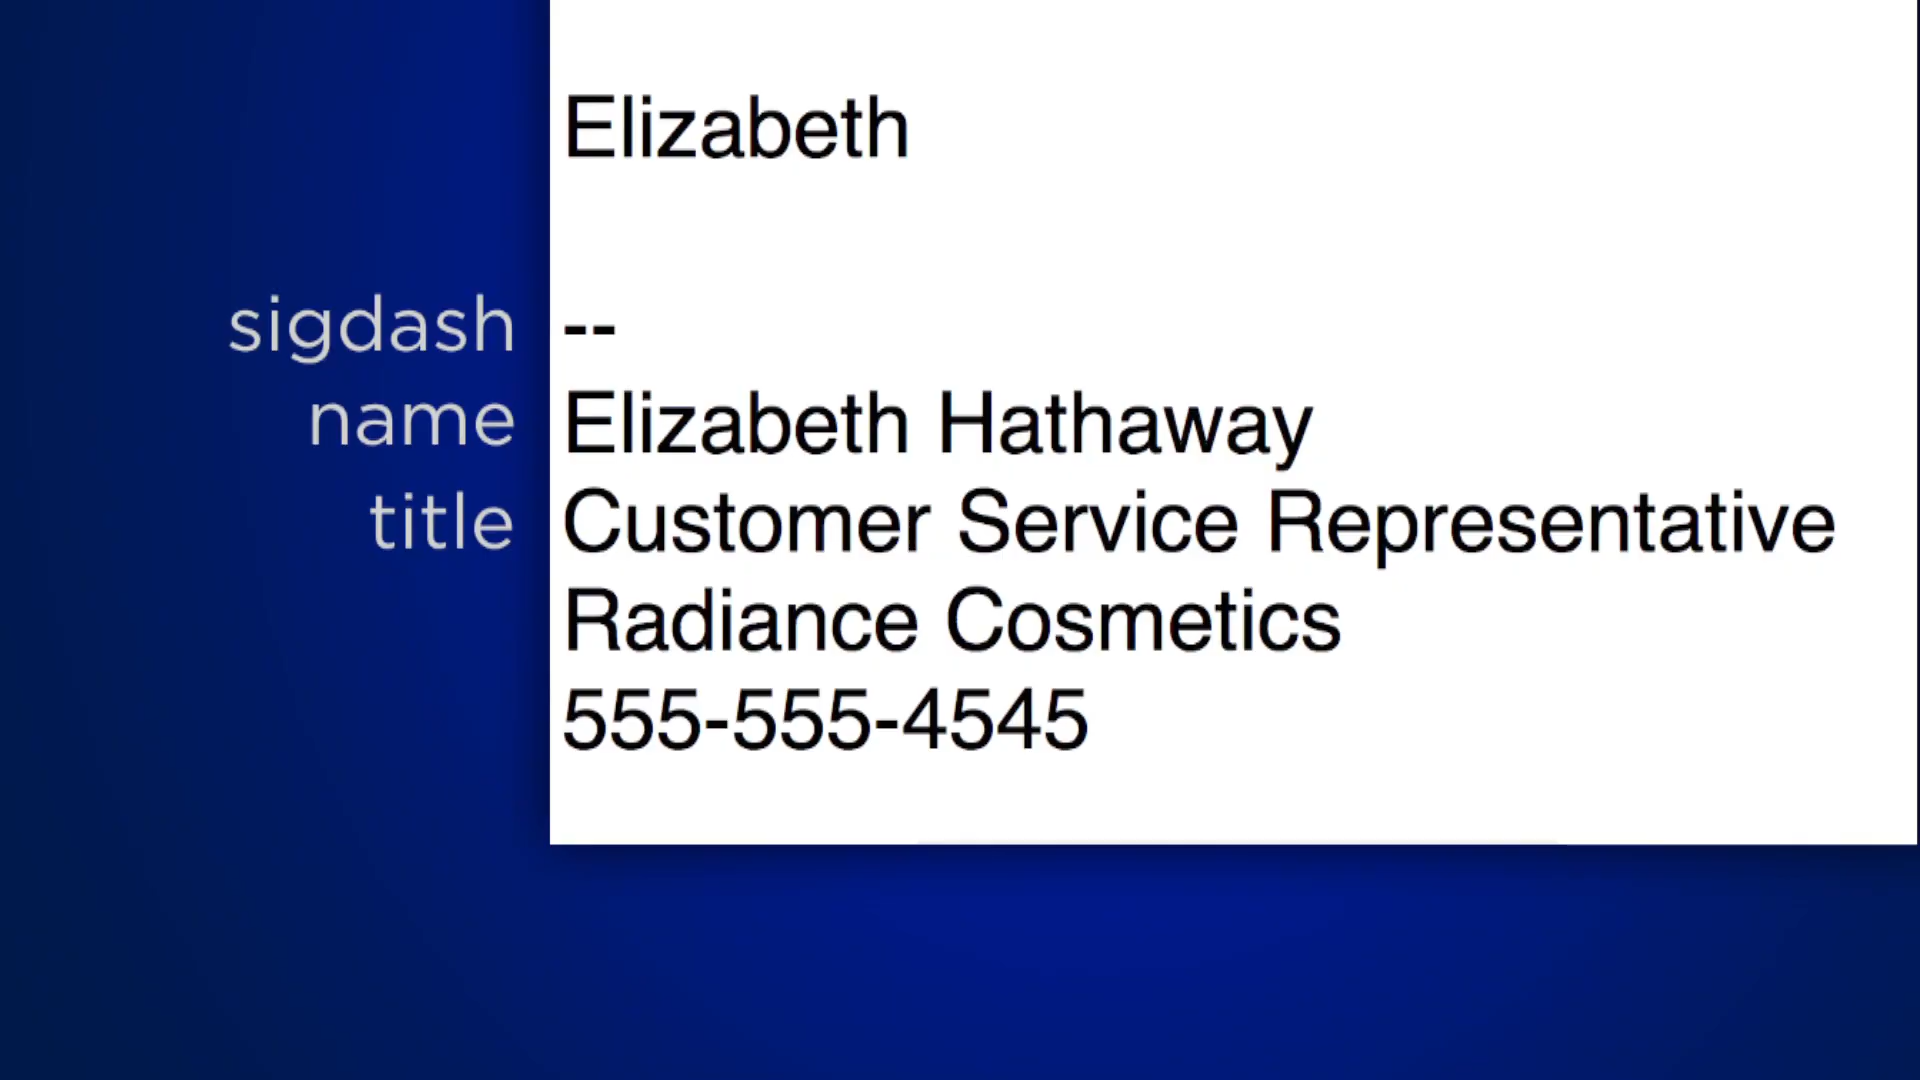 Elizabeth
sigdash --
name Elizabeth Hathaway
title Customer Service Representative
Radiance Cosmetics
555-555-4545